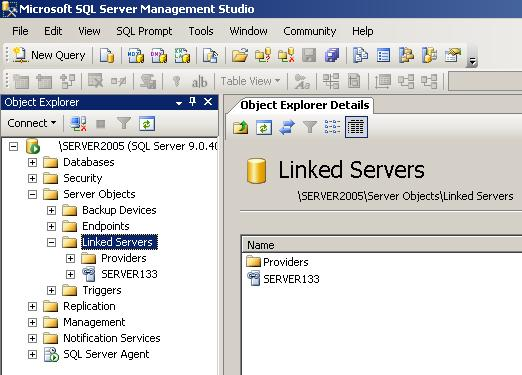 Microsoft SQL Server Management Studio
File Edit View SQL Prompt Tools Window Community Help
New Query
Table View
Object Explorer
Connect
\SERVER2005 (SQL Server 9.0.40
Databases
Security
Server Objects
Backup Devices
Endpoints
Linked Servers
Providers
SERVER133
Triggers
Replication
Management
Notification Services
SQL Server Agent
Object Explorer Details
Linked Servers
\SERVER2005\Server Objects\Linked Servers
Name
Providers
SERVER133